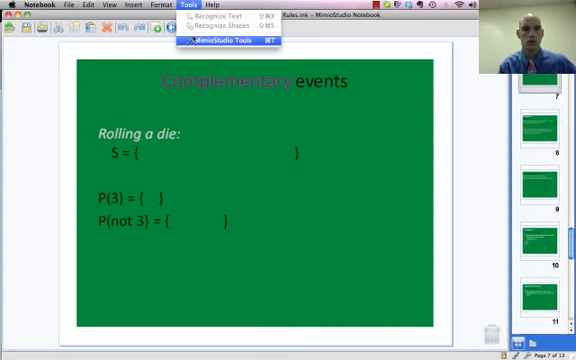 Notebook File Edit View Insert Format Tools Help
Rules.ink - MimioStudio Notebook
Recognize Text ⇧⌘X
Recognize Shapes ⇧⌘S
MimioStudio Tools ⌘T
Complementary events
Rolling a die:
S = { }
P(3) = { }
P(not 3} = { }
7
8
9
10
11
Page 7 of 13